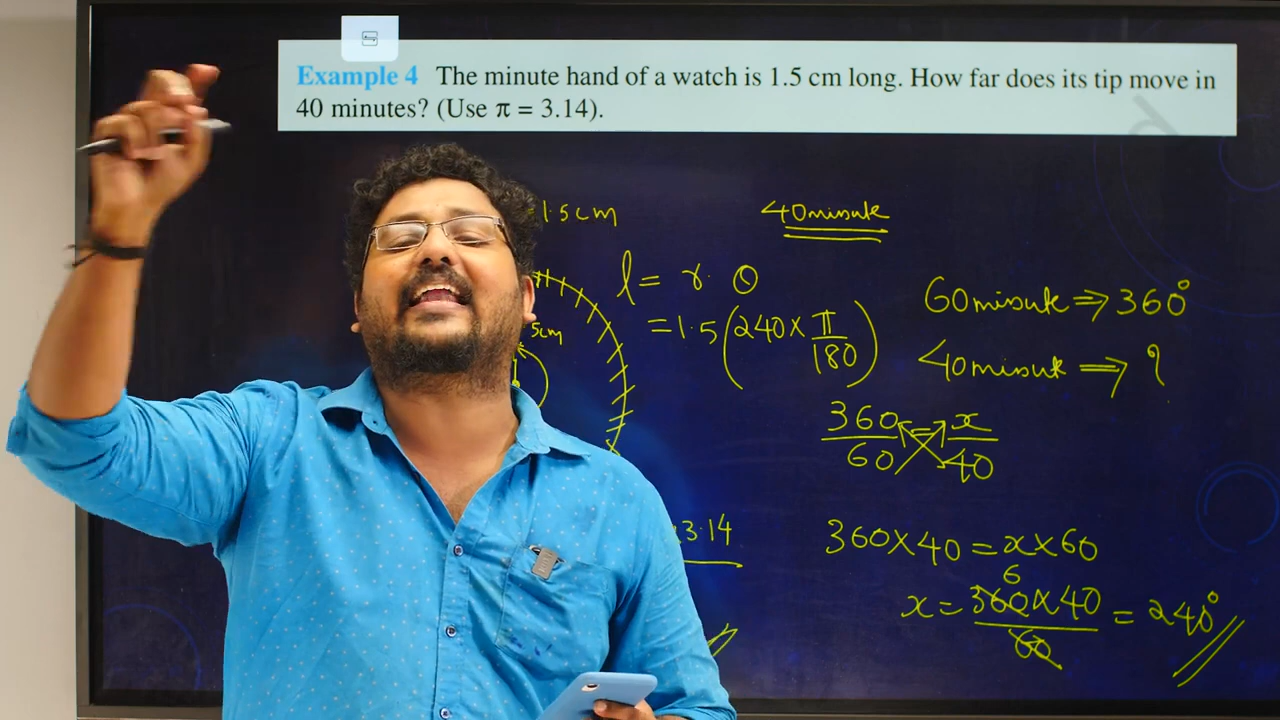 Example 4 The minute hand of a watch is 1.5 cm long. How far does its tip move in
40 minutes? (Use π = 3.14).
=1.5cm
40minute
l = r. θ
=1.5(240×π/180)
5cm
60minute ⇒ 360°
40minute ⇒ ?
360/60 = x/40
3.14
360×40 = x×60
6
x = 360×40/60 = 240°